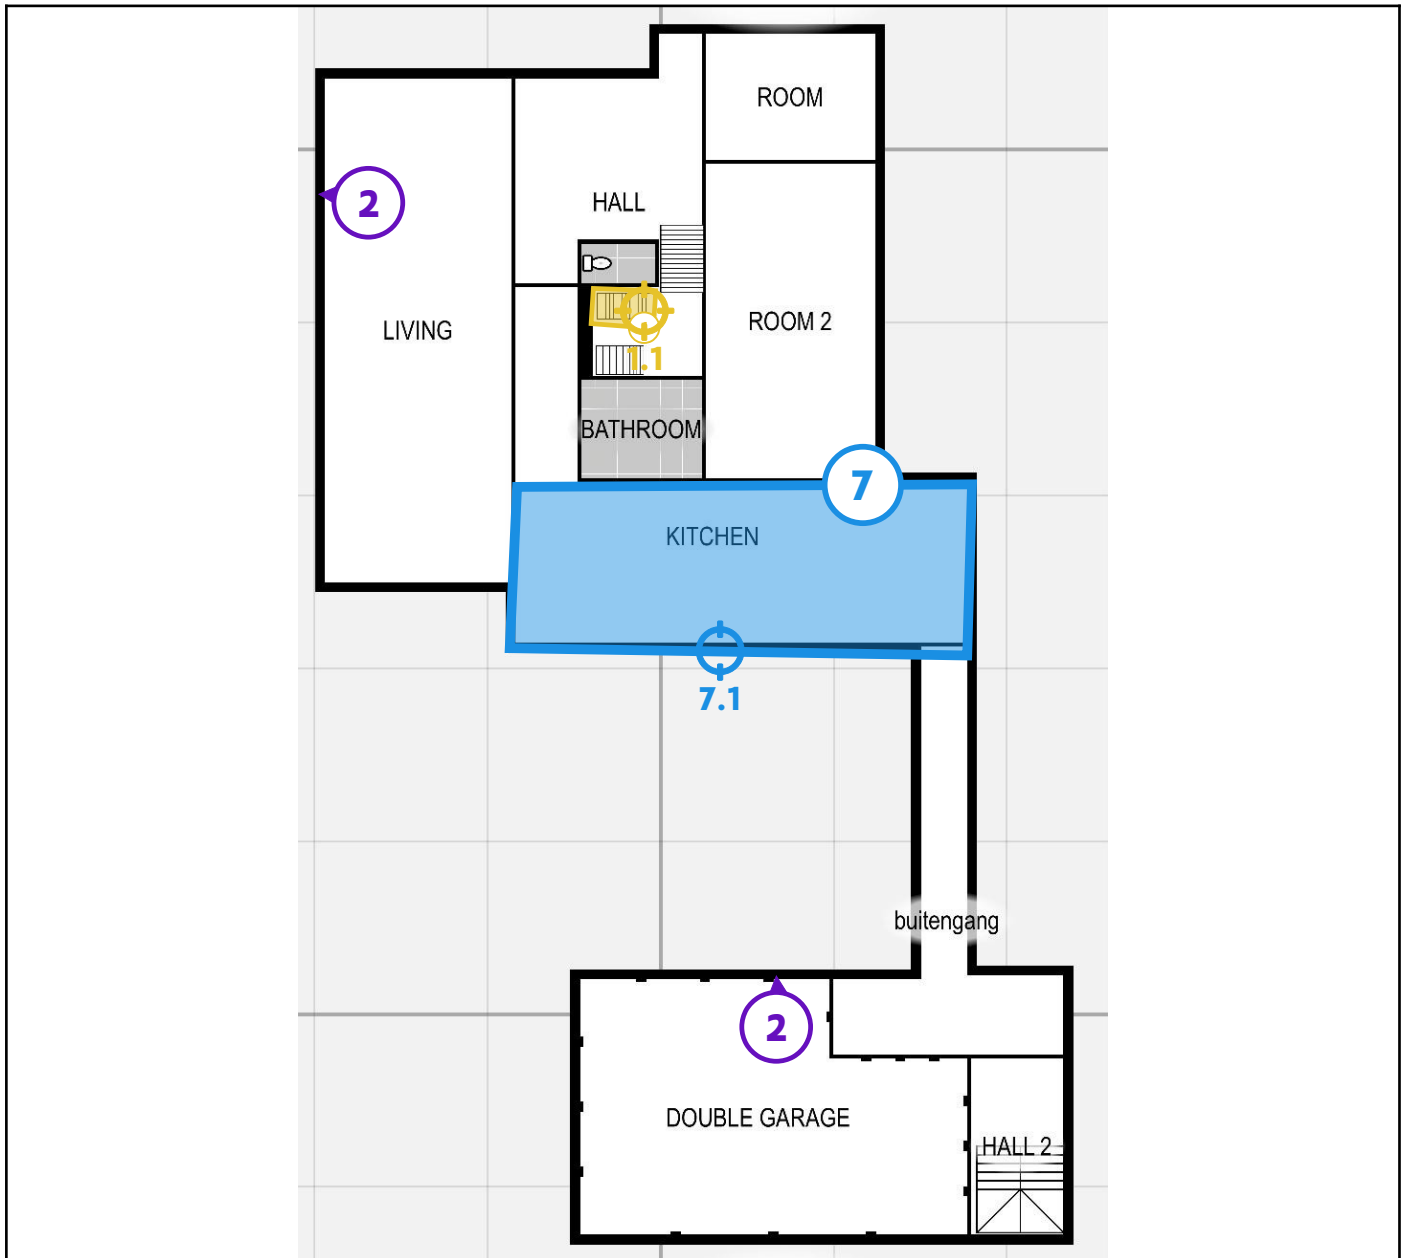 ROOM
2
HALL
LIVING
ROOM 2
1.1
BATHROOM
7
KITCHEN
7.1
buitengang
2
DOUBLE GARAGE
HALL 2